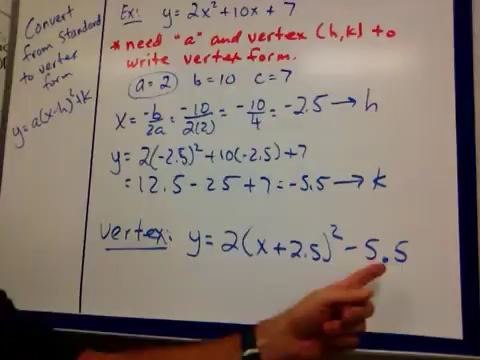 Convert
from Standard
to vertex
form
y=a(x-h)²+k
Ex: y=2x²+10x+7
*need "a" and vertex (h,k) to
write vertex form.
a=2 b=10 c=7
x=-b/2a=-10/2(2)=-10/4=-2.5→h
y=2(-2.5)²+10(-2.5)+7
=12.5-25+7=-5.5→k
vertex: y=2(x+2.5)²-5.5